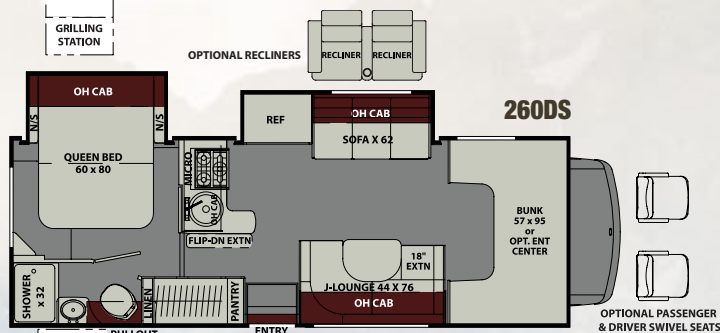 GRILLING
STATION
OPTIONAL RECLINERS
RECLINER
RECLINER
260DS
OH CAB
N/S
N/S
QUEEN BED
60 x 80
REF
OH CAB
SOFA X 62
MICRO
OH CAB
FLIP-DN EXTN
BUNK
57 x 95
or
OPT. ENT
CENTER
18"
EXTN
J-LOUNGE 44 X 76
OH CAB
SHOWER
x 32
LINEN
PANTRY
PULLOUT
ENTRY
OPTIONAL PASSENGER
& DRIVER SWIVEL SEATS